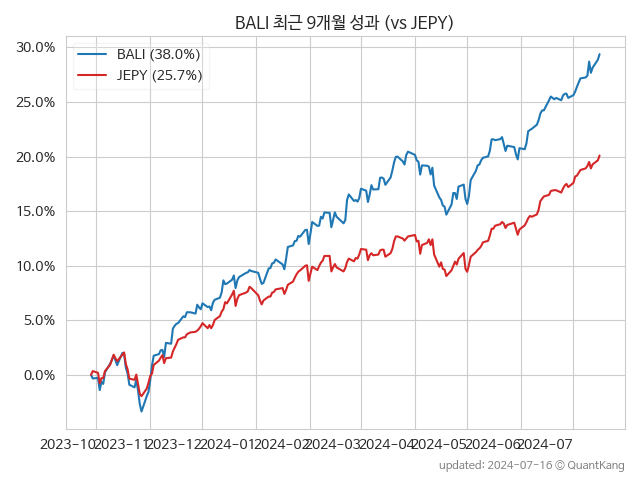 BALI 최근 9개월 성과 (vs JEPY)
30.0%
25.0%
20.0%
15.0%
10.0%
5.0%
0.0%
BALI (38.0%)
JEPY (25.7%)
2023-10 2023-11 2023-12 2024-01 2024-02 2024-03 2024-04 2024-05 2024-06 2024-07
updated: 2024-07-16 © QuantKang